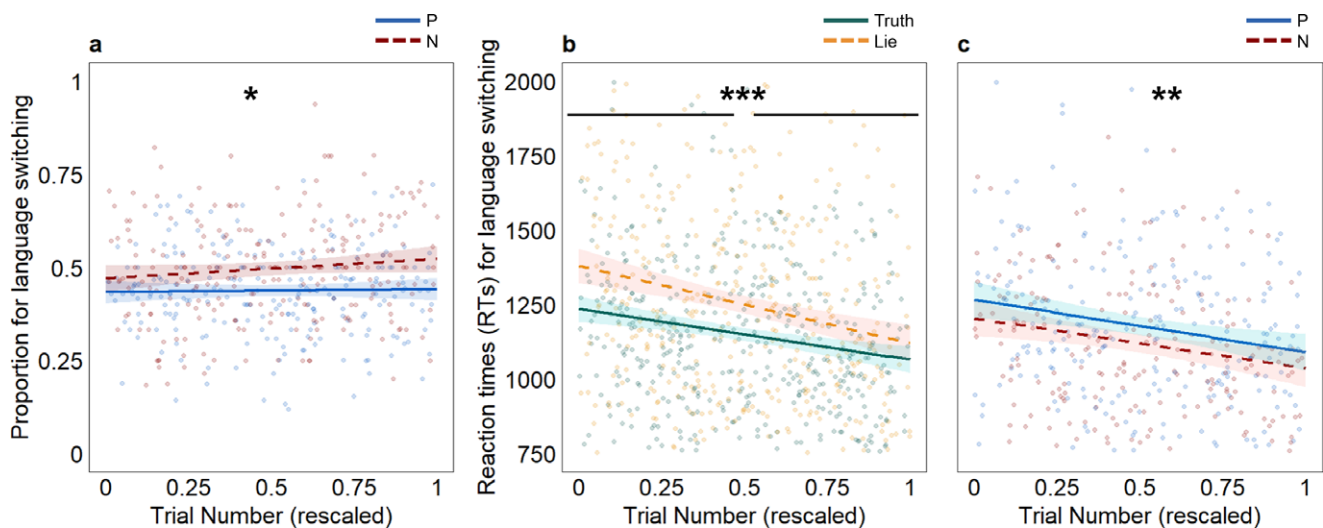 P
N
a
*
1
0.75
0.5
0.25
0
Proportion for language switching
0 0.25 0.5 0.75 1
Trial Number (rescaled)
Truth
Lie
b
***
2000
1750
1500
1250
1000
750
Reaction times (RTs) for language switching
0 0.25 0.5 0.75 1
Trial Number (rescaled)
P
N
c
**
0 0.25 0.5 0.75 1
Trial Number (rescaled)